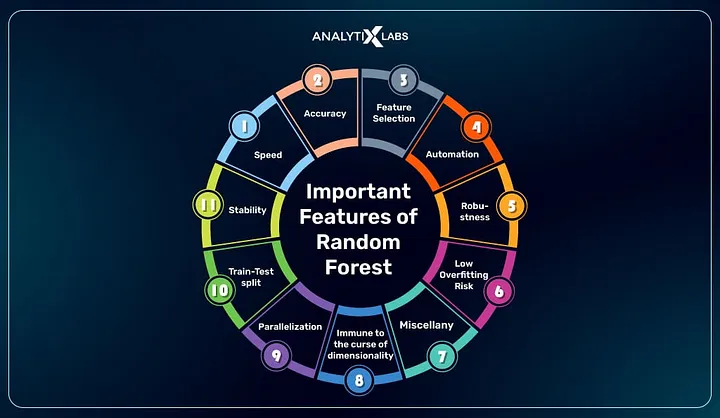 ANALYTIXLABS
1
Speed
2
Accuracy
3
Feature
Selection
4
Automation
5
Robu-
stness
6
Low
Overfitting
Risk
7
Miscellany
8
Immune to
the curse of
dimensionality
9
Parallelization
10
Train-Test
split
11
Stability
Important
Features of
Random
Forest